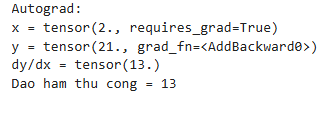 Autograd:
x = tensor(2., requires_grad=True)
y = tensor(21., grad_fn=<AddBackward0>)
dy/dx = tensor(13.)
Dao ham thu cong = 13